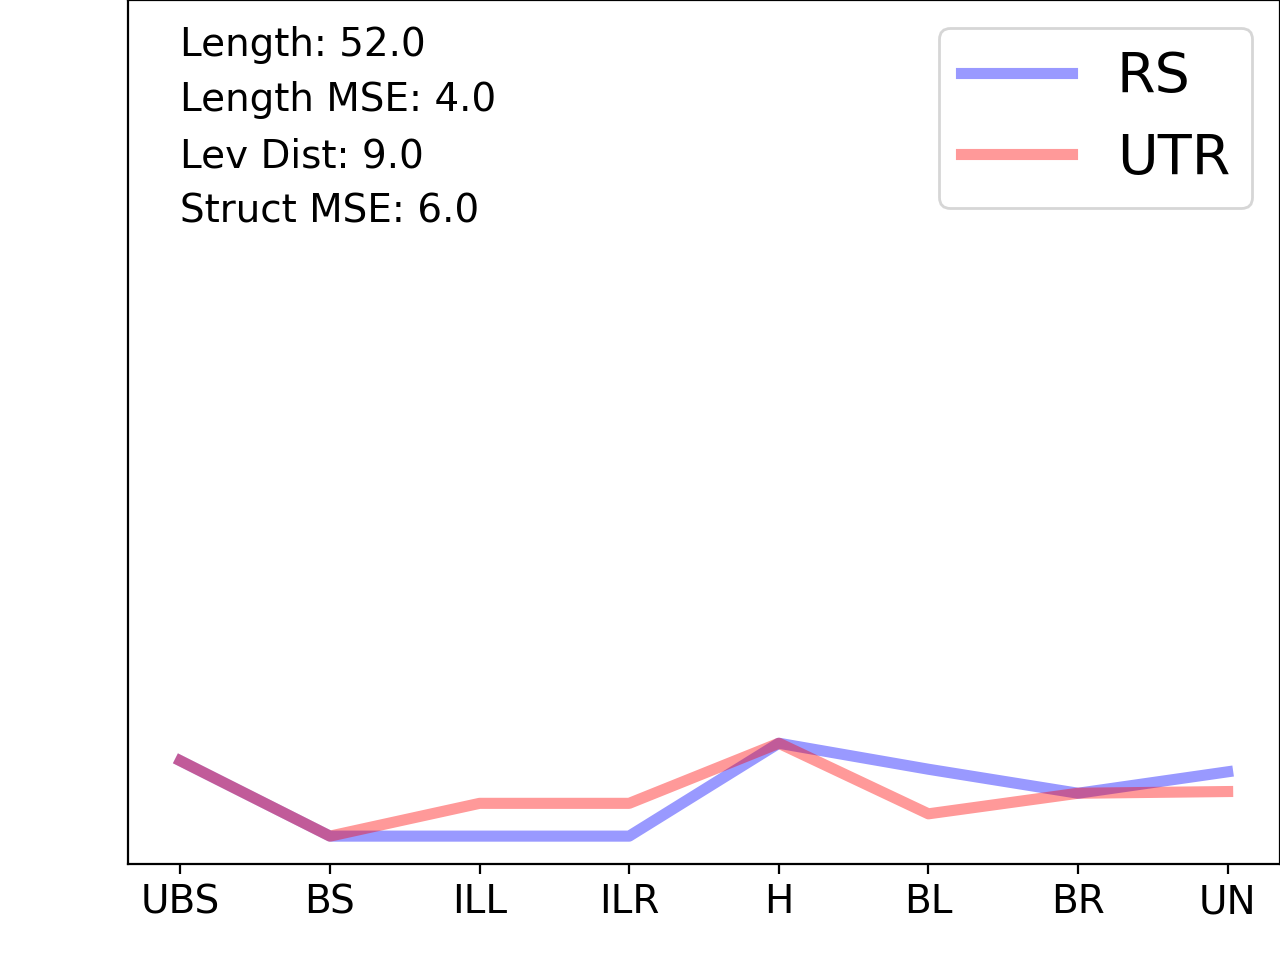 Length: 52.0
Length MSE: 4.0
Lev Dist: 9.0
Struct MSE: 6.0
RS
UTR
UBS BS ILL ILR H BL BR UN